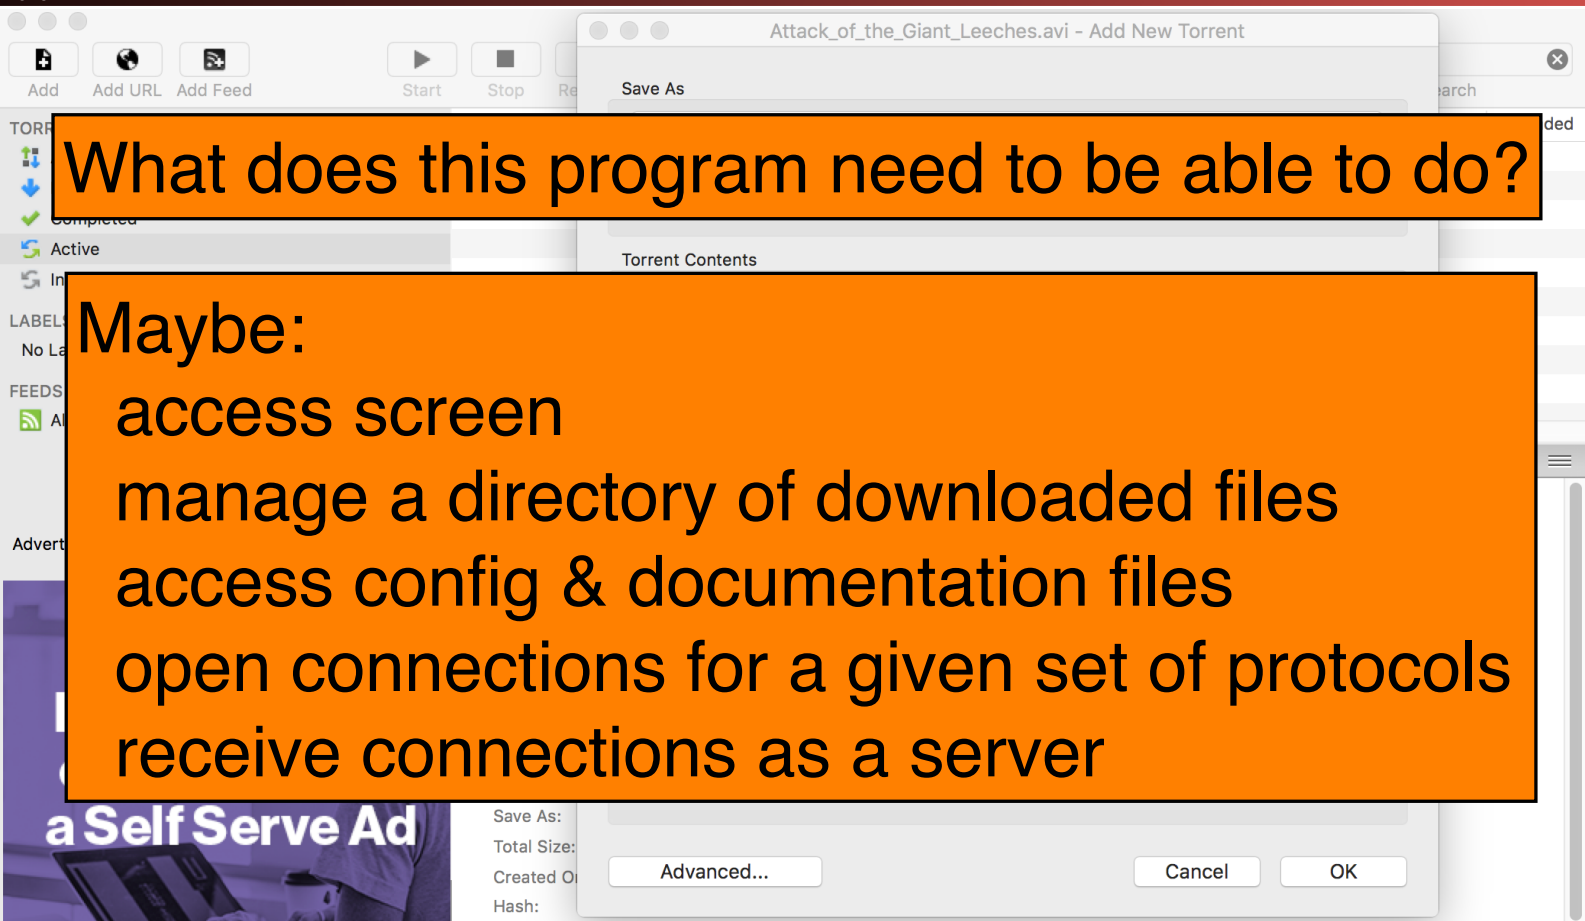 Attack_of_the_Giant_Leeches.avi - Add New Torrent
Add Add URL Add Feed Start Stop
Save As
What does this program need to be able to do?
Completed
Active
Torrent Contents
LABELS
No
FEEDS
Maybe:
access screen
manage a directory of downloaded files
access config & documentation files
open connections for a given set of protocols
receive connections as a server
a Self Serve Ad
Save As:
Total Size:
Created
Hash:
Advanced...
Cancel
OK